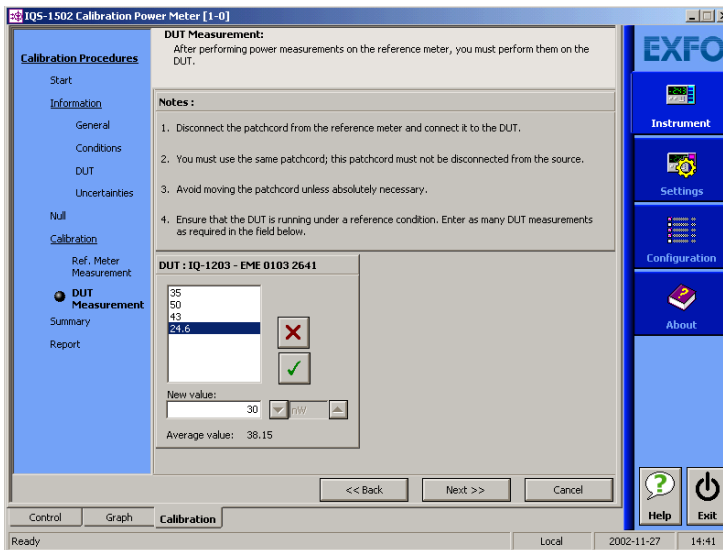 IQS-1502 Calibration Power Meter [1-0]
Calibration Procedures
Start
Information
General
Conditions
DUT
Uncertainties
Null
Calibration
Ref. Meter
Measurement
DUT
Measurement
Summary
Report
DUT Measurement:
After performing power measurements on the reference meter, you must perform them on the
DUT.
Notes :
1. Disconnect the patchcord from the reference meter and connect it to the DUT.
2. You must use the same patchcord; this patchcord must not be disconnected from the source.
3. Avoid moving the patchcord unless absolutely necessary.
4. Ensure that the DUT is running under a reference condition. Enter as many DUT measurements
as required in the field below.
DUT : IQ-1203 - EME 0103 2641
35
50
43
24.6
New value:
30 nW
Average value: 38.15
<< Back Next >> Cancel
EXFO
Instrument
Settings
Configuration
About
Help Exit
Control Graph Calibration
Ready Local 2002-11-27 14:41